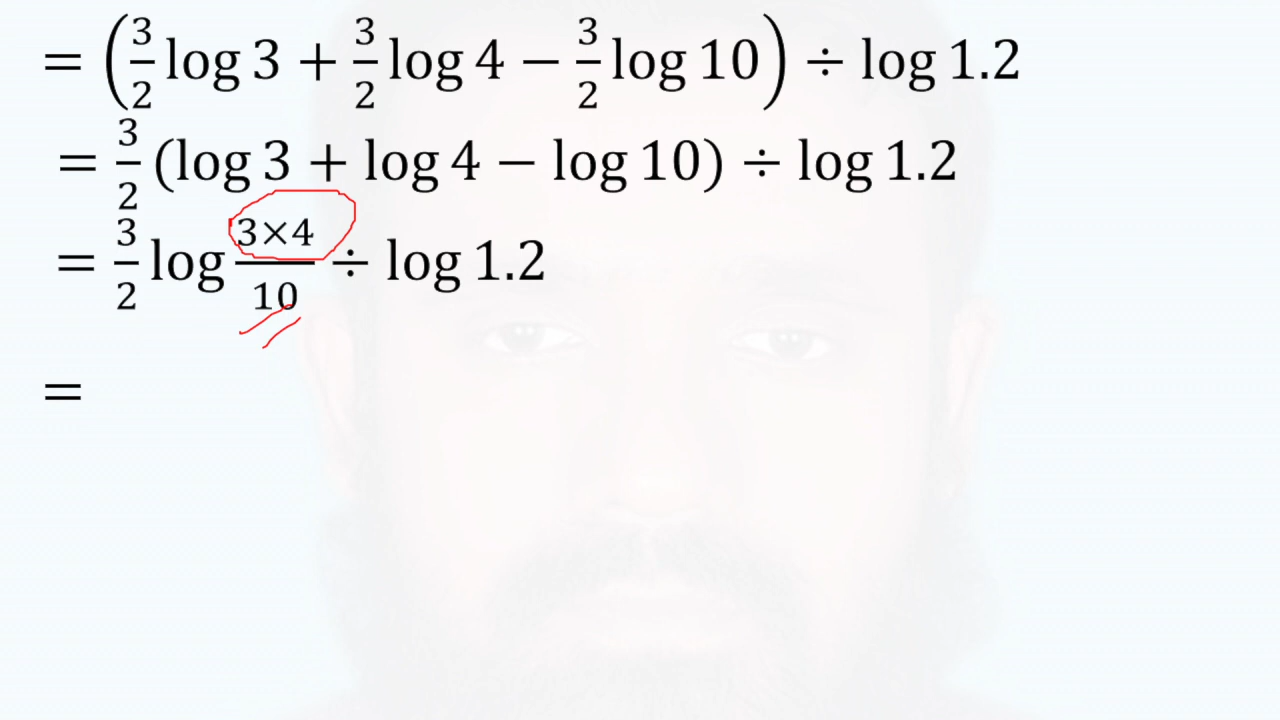 = (3/2 log 3 + 3/2 log 4 − 3/2 log 10) ÷ log 1.2
= 3/2 (log 3 + log 4 − log 10) ÷ log 1.2
= 3/2 log 3×4/10 ÷ log 1.2
=